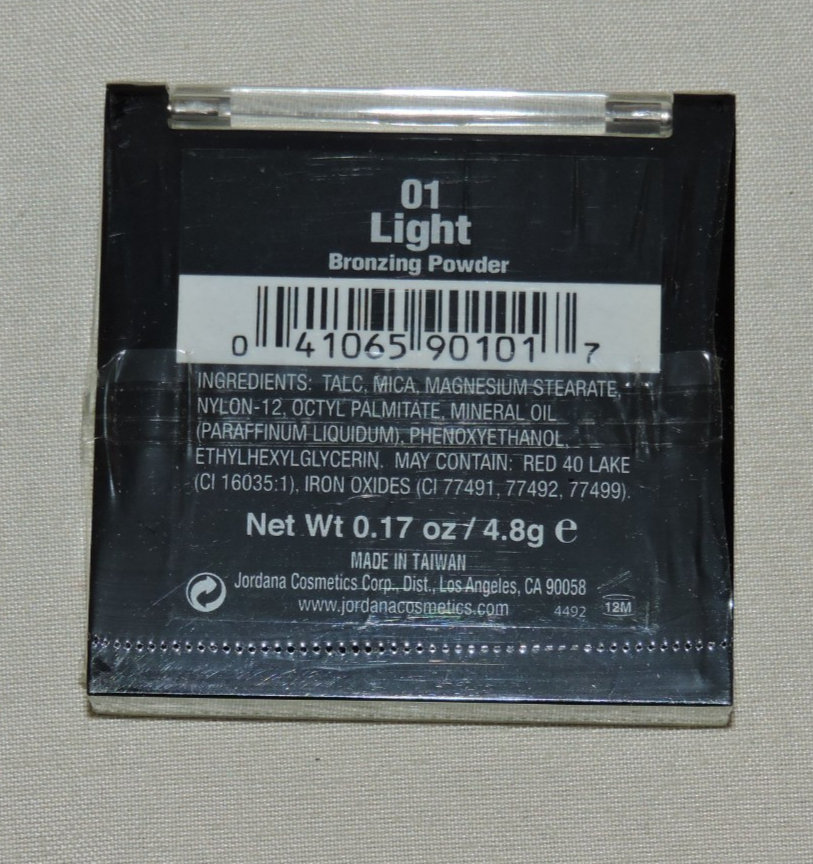 01
Light
Bronzing Powder
0 41065 90101 7
INGREDIENTS: TALC, MICA, MAGNESIUM STEARATE,
NYLON-12, OCTYL PALMITATE, MINERAL OIL
(PARAFFINUM LIQUIDUM), PHENOXYETHANOL,
ETHYLHEXYLGLYCERIN. MAY CONTAIN: RED 40 LAKE
(CI 16035:1), IRON OXIDES (CI 77491, 77492, 77499).
Net Wt 0.17 oz / 4.8g e
MADE IN TAIWAN
Jordana Cosmetics Corp., Dist., Los Angeles, CA 90058
www.jordanacosmetics.com 4492 12M